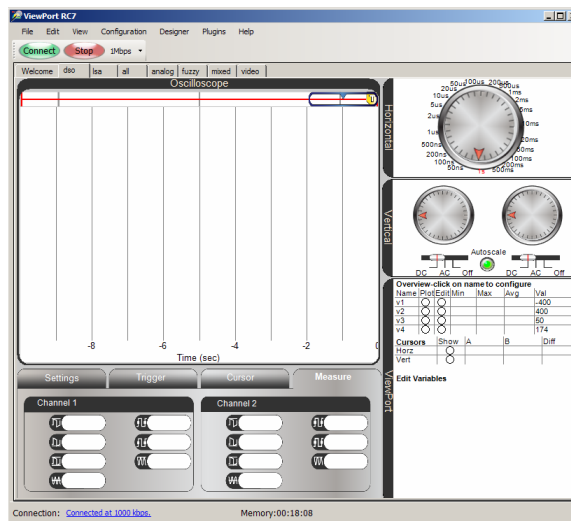 ViewPort RC7
File Edit View Configuration Designer Plugins Help
Connect Stop 1Mbps
Welcome dso lsa all analog fuzzy mixed video
Oscilloscope
-8 -6 -4 -2 0
Time (sec)
Horizontal
50us 100us 200us
20us 1ms
10us 2ms
5us 5ms
2us 10ms
1us 20ms
500ns 50ms
200ns 100ms
100ns 200ms
50ns 1s 500ms
Vertical
Autoscale
DC AC Off DC AC Off
ViewPort
Overview-click on name to configure
Name Plot Edit Min Max Avg Val
v1 -400
v2 400
v3 50
v4 174
Cursors Show A B Diff
Horz
Vert
Edit Variables
Settings Trigger Cursor Measure
Channel 1 Channel 2
Connection: Connected at 1000 kbps. Memory:00:18:08